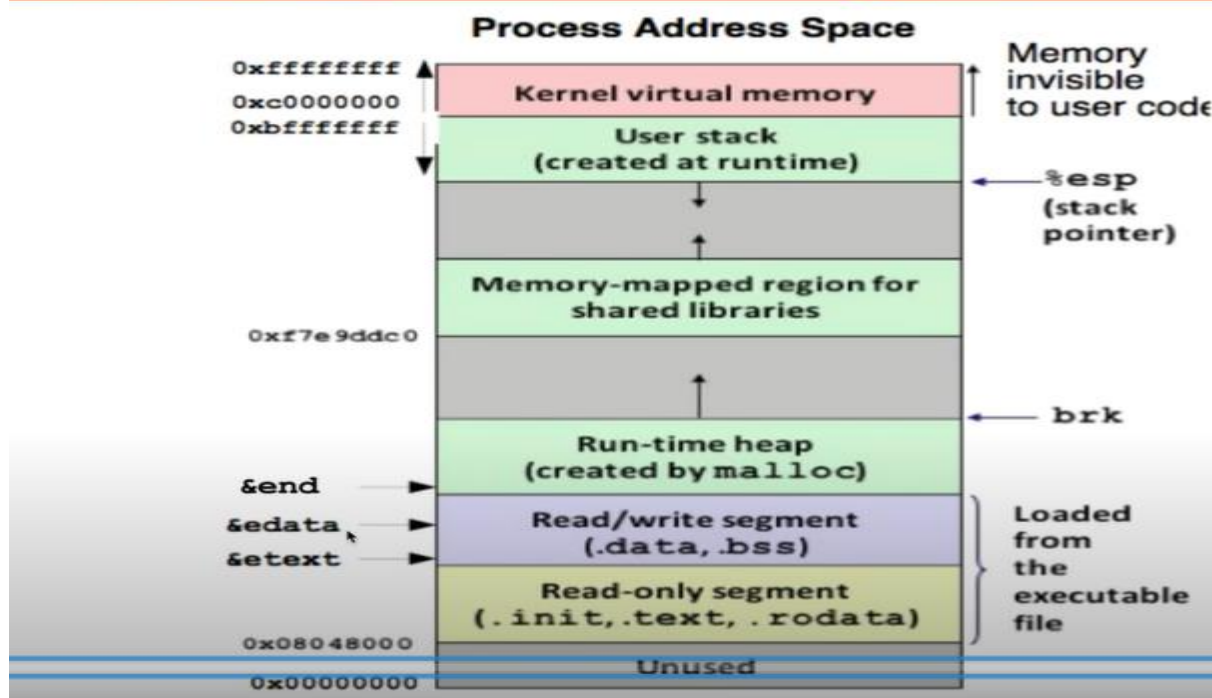 Process Address Space
0xffffffff
0xc0000000
0xbfffffff
Kernel virtual memory
Memory
invisible
to user code
User stack
(created at runtime)
%esp
(stack
pointer)
Memory-mapped region for
shared libraries
0xf7e9ddc0
brk
Run-time heap
(created by malloc)
&end
&edata
&etext
Read/write segment
(.data, .bss)
Loaded
from
the
executable
file
Read-only segment
(.init,.text, .rodata)
0x08048000
Unused
0x00000000